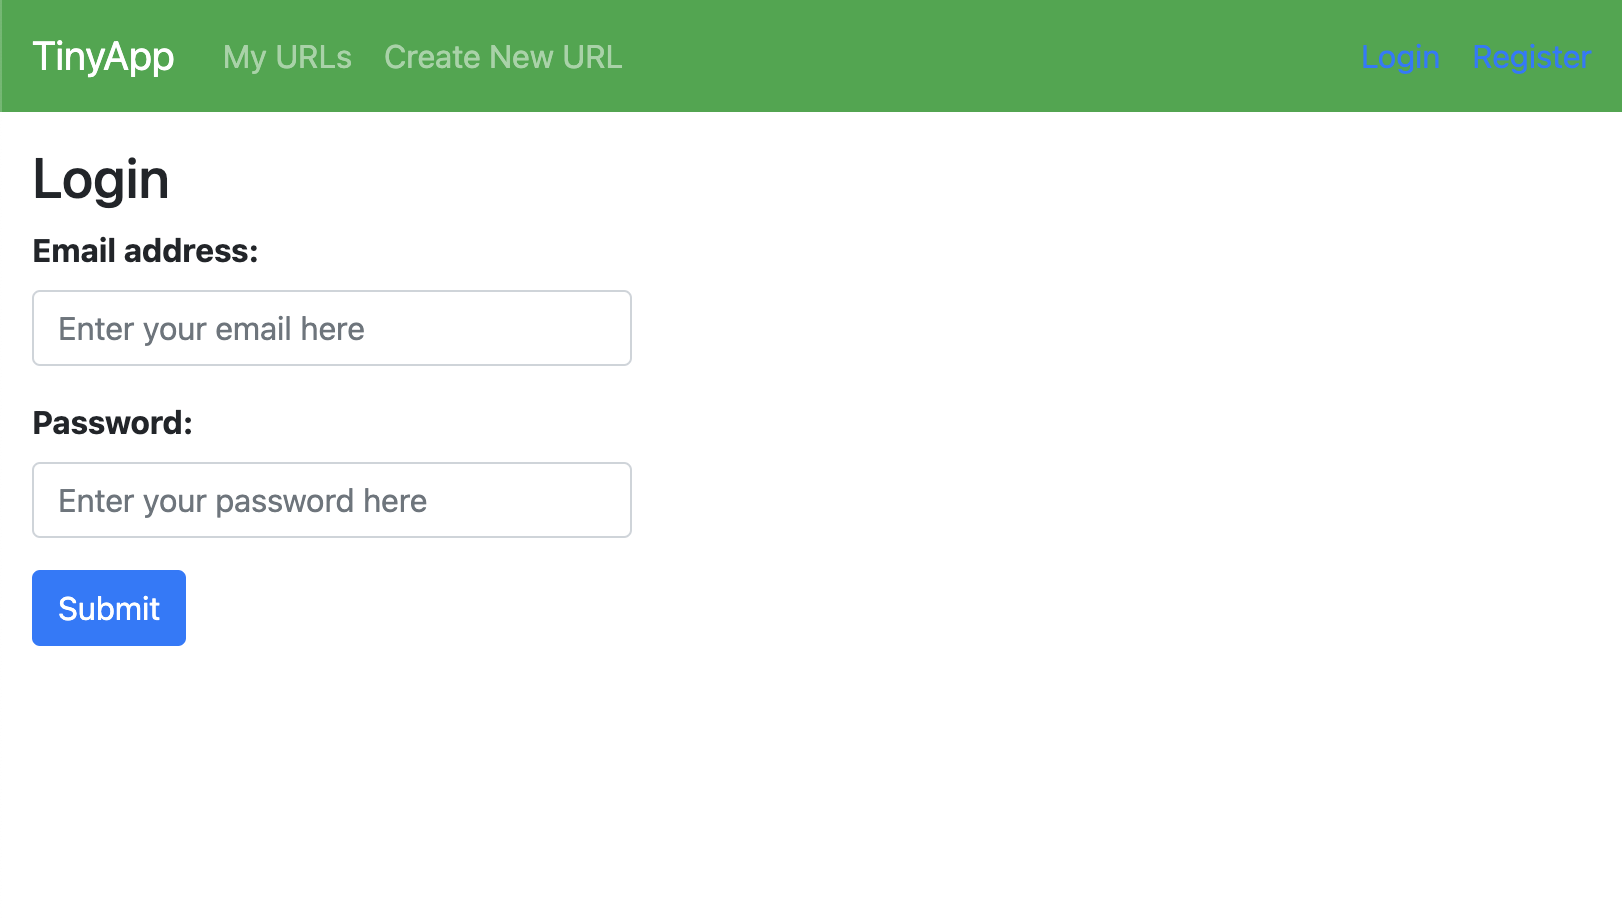 TinyApp My URLs Create New URL Login Register
Login
Email address:
Enter your email here
Password:
Enter your password here
Submit